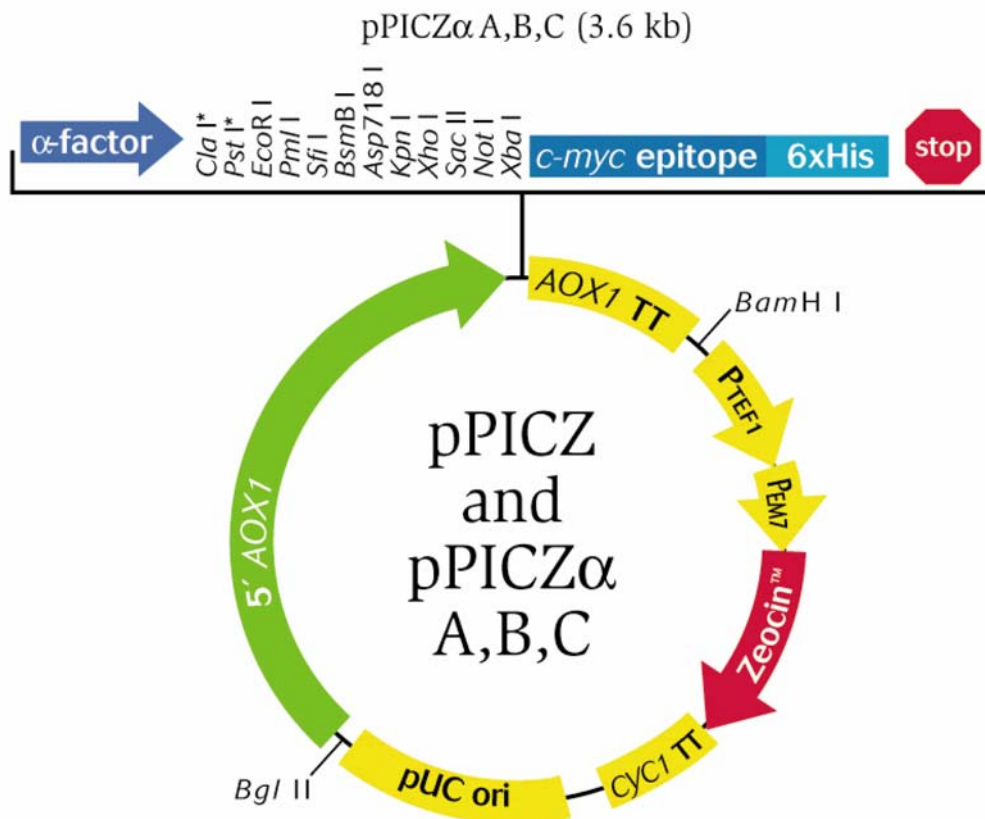 pPICZα A,B,C (3.6 kb)
α-factor
Cla I*
Pst I*
EcoR I
Pml I
Sfi I
BsmB I
Asp718 I
Kpn I
Xho I
Sac II
Not I
Xba I
c-myc epitope
6xHis
stop
AOX1 TT
BamH I
PTEF1
PEM7
Zeocin™
CYC1 TT
pUC ori
Bgl II
5´ AOX1
pPICZ
and
pPICZα
A,B,C